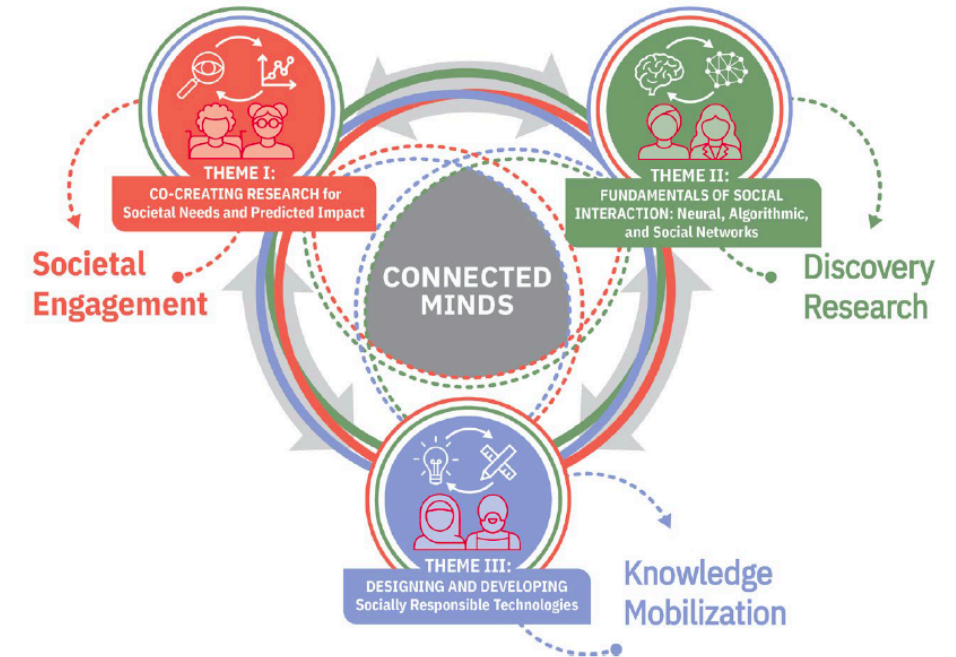 THEME I:
CO-CREATING RESEARCH for
Societal Needs and Predicted Impact
THEME II:
FUNDAMENTALS OF SOCIAL
INTERACTION: Neural, Algorithmic,
and Social Networks
Societal
Engagement
CONNECTED
MINDS
Discovery
Research
THEME III:
DESIGNING AND DEVELOPING
Socially Responsible Technologies
Knowledge
Mobilization